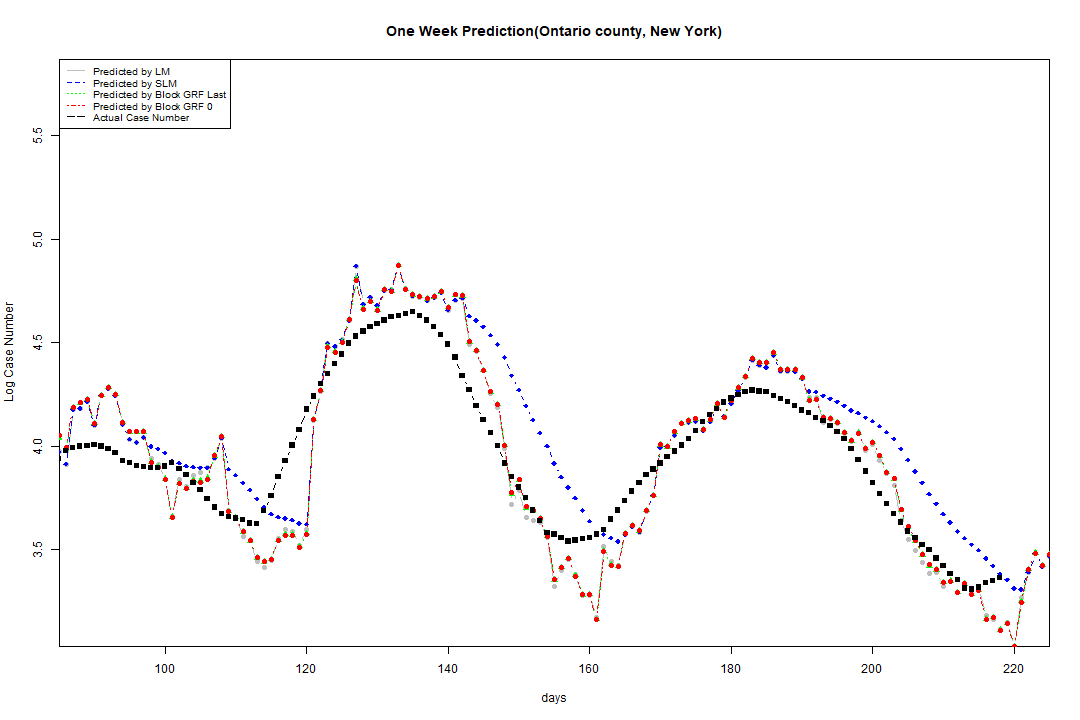 One Week Prediction(Ontario county, New York)
Predicted by LM
Predicted by SLM
Predicted by Block GRF Last
Predicted by Block GRF 0
Actual Case Number
5.5
5.0
4.5
4.0
3.5
Log Case Number
100 120 140 160 180 200 220
days